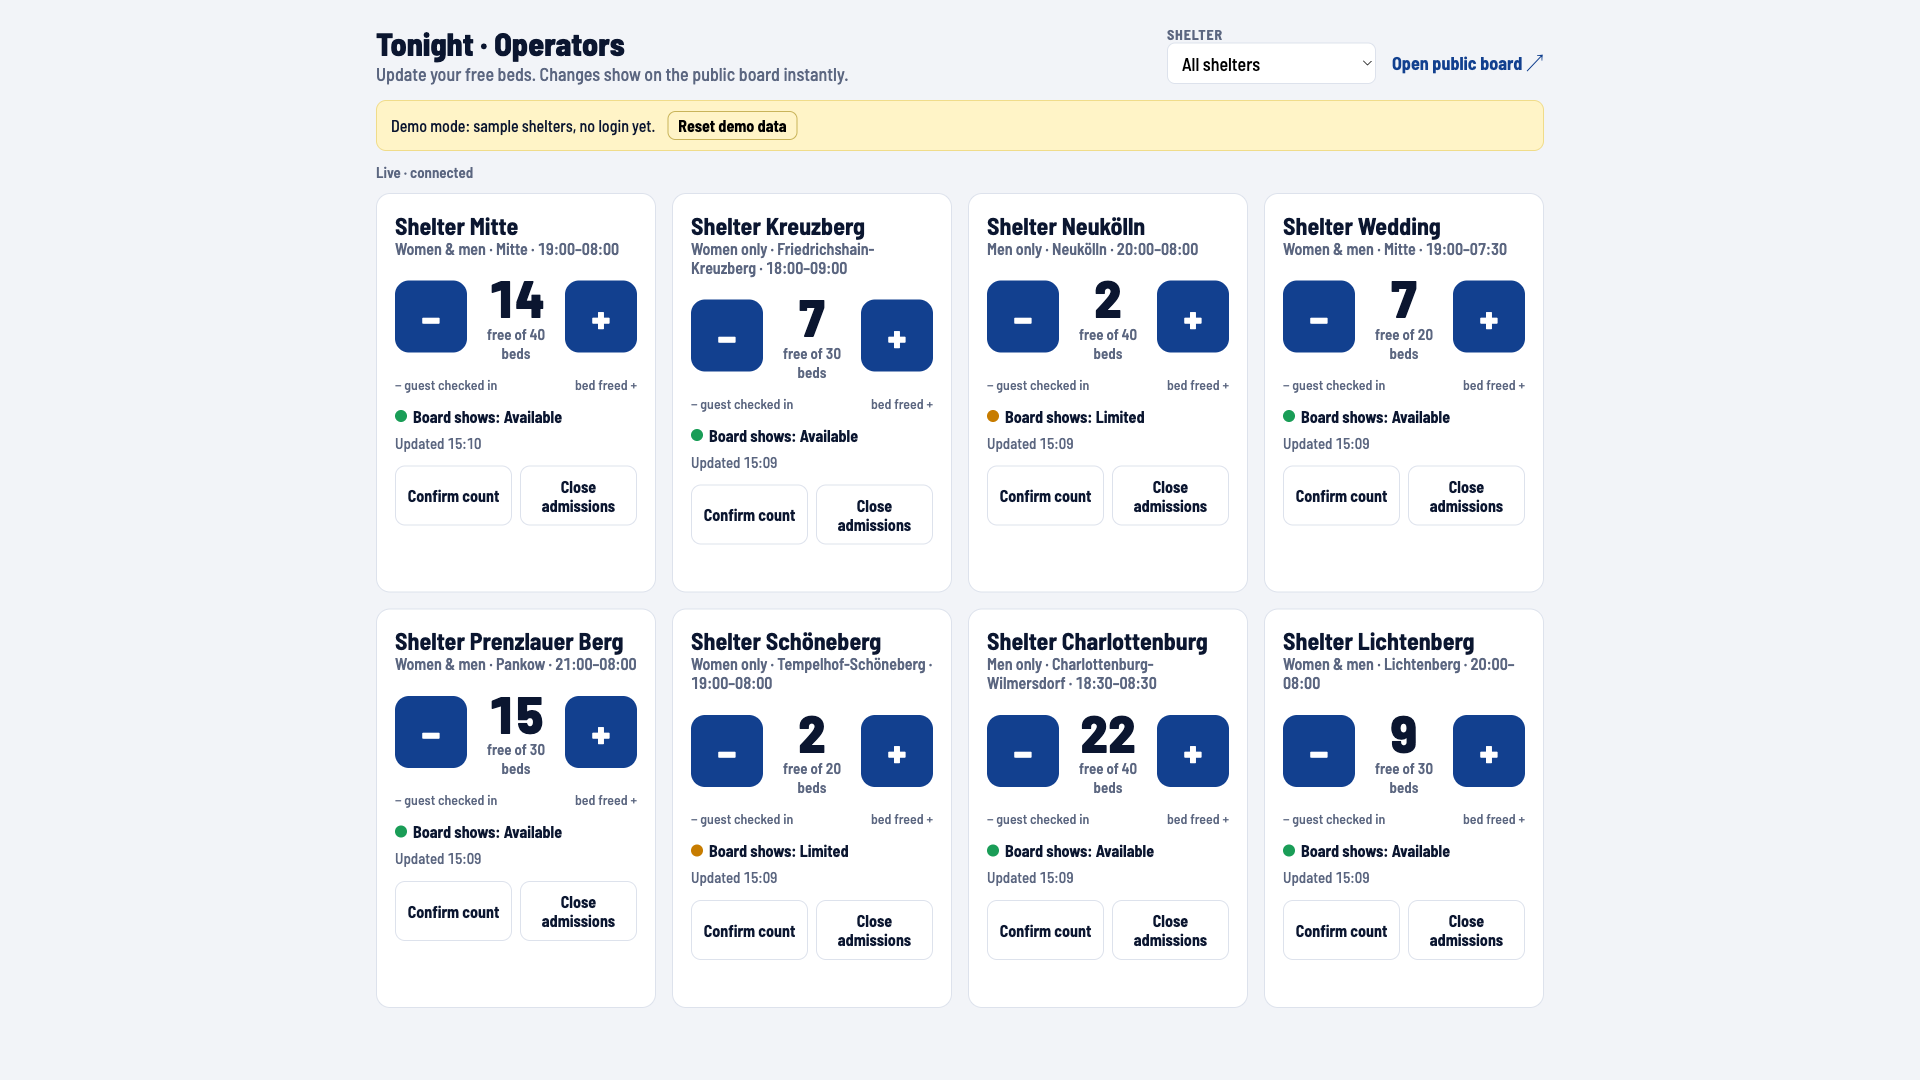 Tonight · Operators
Update your free beds. Changes show on the public board instantly.
SHELTER
All shelters
Open public board ↗
Demo mode: sample shelters, no login yet.
Reset demo data
Live · connected
Shelter Mitte
Women & men · Mitte · 19:00–08:00
−
14
free of 40
beds
+
− guest checked in
bed freed +
Board shows: Available
Updated 15:10
Confirm count
Close
admissions
Shelter Kreuzberg
Women only · Friedrichshain-
Kreuzberg · 18:00–09:00
−
7
free of 30
beds
+
− guest checked in
bed freed +
Board shows: Available
Updated 15:09
Confirm count
Close
admissions
Shelter Neukölln
Men only · Neukölln · 20:00–08:00
−
2
free of 40
beds
+
− guest checked in
bed freed +
Board shows: Limited
Updated 15:09
Confirm count
Close
admissions
Shelter Wedding
Women & men · Mitte · 19:00–07:30
−
7
free of 20
beds
+
− guest checked in
bed freed +
Board shows: Available
Updated 15:09
Confirm count
Close
admissions
Shelter Prenzlauer Berg
Women & men · Pankow · 21:00–08:00
−
15
free of 30
beds
+
− guest checked in
bed freed +
Board shows: Available
Updated 15:09
Confirm count
Close
admissions
Shelter Schöneberg
Women only · Tempelhof-Schöneberg ·
19:00–08:00
−
2
free of 20
beds
+
− guest checked in
bed freed +
Board shows: Limited
Updated 15:09
Confirm count
Close
admissions
Shelter Charlottenburg
Men only · Charlottenburg-
Wilmersdorf · 18:30–08:30
−
22
free of 40
beds
+
− guest checked in
bed freed +
Board shows: Available
Updated 15:09
Confirm count
Close
admissions
Shelter Lichtenberg
Women & men · Lichtenberg · 20:00–
08:00
−
9
free of 30
beds
+
− guest checked in
bed freed +
Board shows: Available
Updated 15:09
Confirm count
Close
admissions